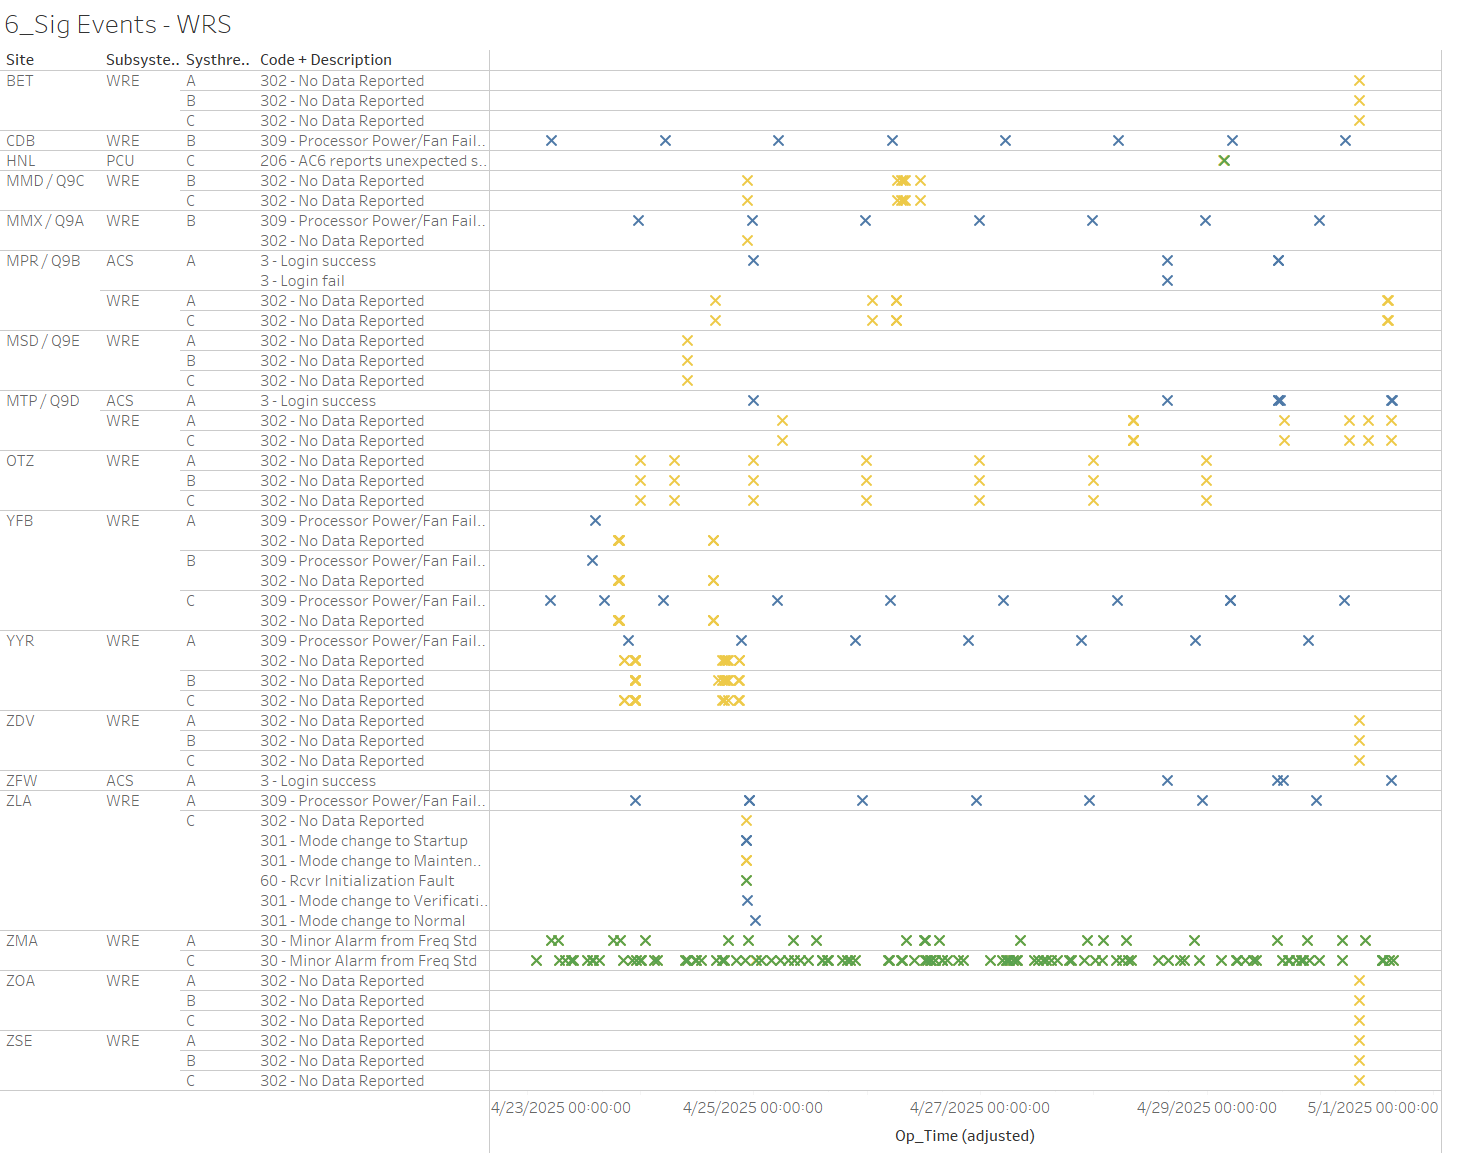 6_Sig Events - WRS
Site Subsyste.. Systhre.. Code + Description
BET WRE A 302 - No Data Reported
B 302 - No Data Reported
C 302 - No Data Reported
CDB WRE B 309 - Processor Power/Fan Fail..
HNL PCU C 206 - AC6 reports unexpected s..
MMD / Q9C WRE B 302 - No Data Reported
C 302 - No Data Reported
MMX / Q9A WRE B 309 - Processor Power/Fan Fail..
302 - No Data Reported
MPR / Q9B ACS A 3 - Login success
3 - Login fail
WRE A 302 - No Data Reported
C 302 - No Data Reported
MSD / Q9E WRE A 302 - No Data Reported
B 302 - No Data Reported
C 302 - No Data Reported
MTP / Q9D ACS A 3 - Login success
WRE A 302 - No Data Reported
C 302 - No Data Reported
OTZ WRE A 302 - No Data Reported
B 302 - No Data Reported
C 302 - No Data Reported
YFB WRE A 309 - Processor Power/Fan Fail..
302 - No Data Reported
B 309 - Processor Power/Fan Fail..
302 - No Data Reported
C 309 - Processor Power/Fan Fail..
302 - No Data Reported
YYR WRE A 309 - Processor Power/Fan Fail..
302 - No Data Reported
B 302 - No Data Reported
C 302 - No Data Reported
ZDV WRE A 302 - No Data Reported
B 302 - No Data Reported
C 302 - No Data Reported
ZFW ACS A 3 - Login success
ZLA WRE A 309 - Processor Power/Fan Fail..
C 302 - No Data Reported
301 - Mode change to Startup
301 - Mode change to Mainten..
60 - Rcvr Initialization Fault
301 - Mode change to Verificati..
301 - Mode change to Normal
ZMA WRE A 30 - Minor Alarm from Freq Std
C 30 - Minor Alarm from Freq Std
ZOA WRE A 302 - No Data Reported
B 302 - No Data Reported
C 302 - No Data Reported
ZSE WRE A 302 - No Data Reported
B 302 - No Data Reported
C 302 - No Data Reported
4/23/2025 00:00:00 4/25/2025 00:00:00 4/27/2025 00:00:00 4/29/2025 00:00:00 5/1/2025 00:00:00
Op_Time (adjusted)